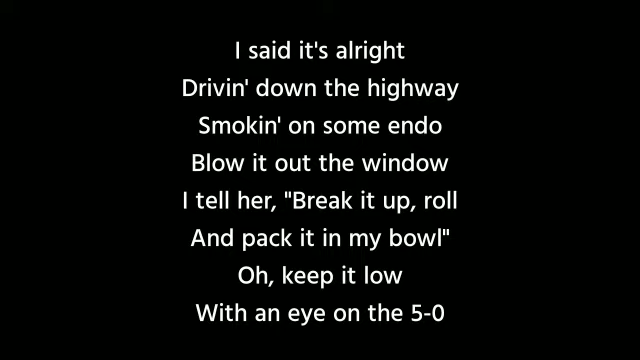 I said it's alright
Drivin' down the highway
Smokin' on some endo
Blow it out the window
I tell her, "Break it up, roll
And pack it in my bowl"
Oh, keep it low
With an eye on the 5-0